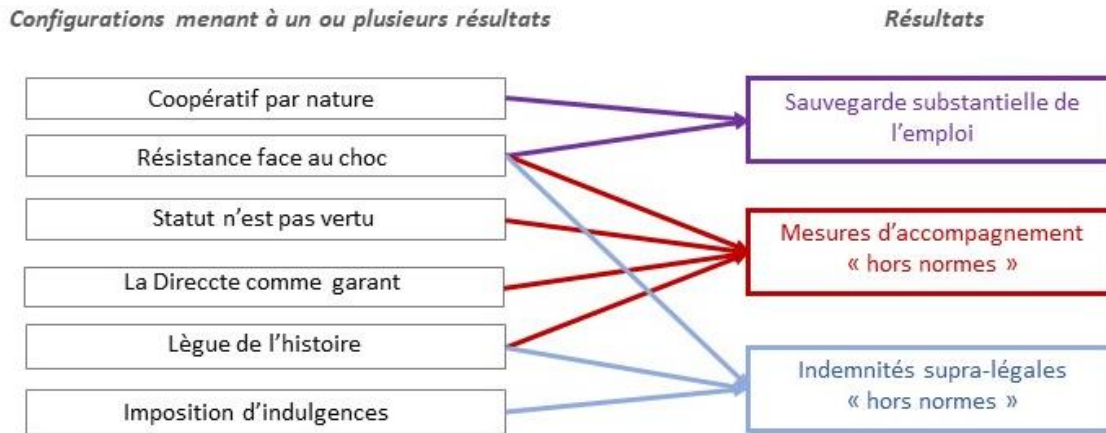 Configurations menant à un ou plusieurs résultats
Résultats
Coopératif par nature
Résistance face au choc
Statut n'est pas vertu
La Direccte comme garant
Lègue de l'histoire
Imposition d'indulgences
Sauvegarde substantielle de
l'emploi
Mesures d'accompagnement
« hors normes »
Indemnités supra-légales
« hors normes »